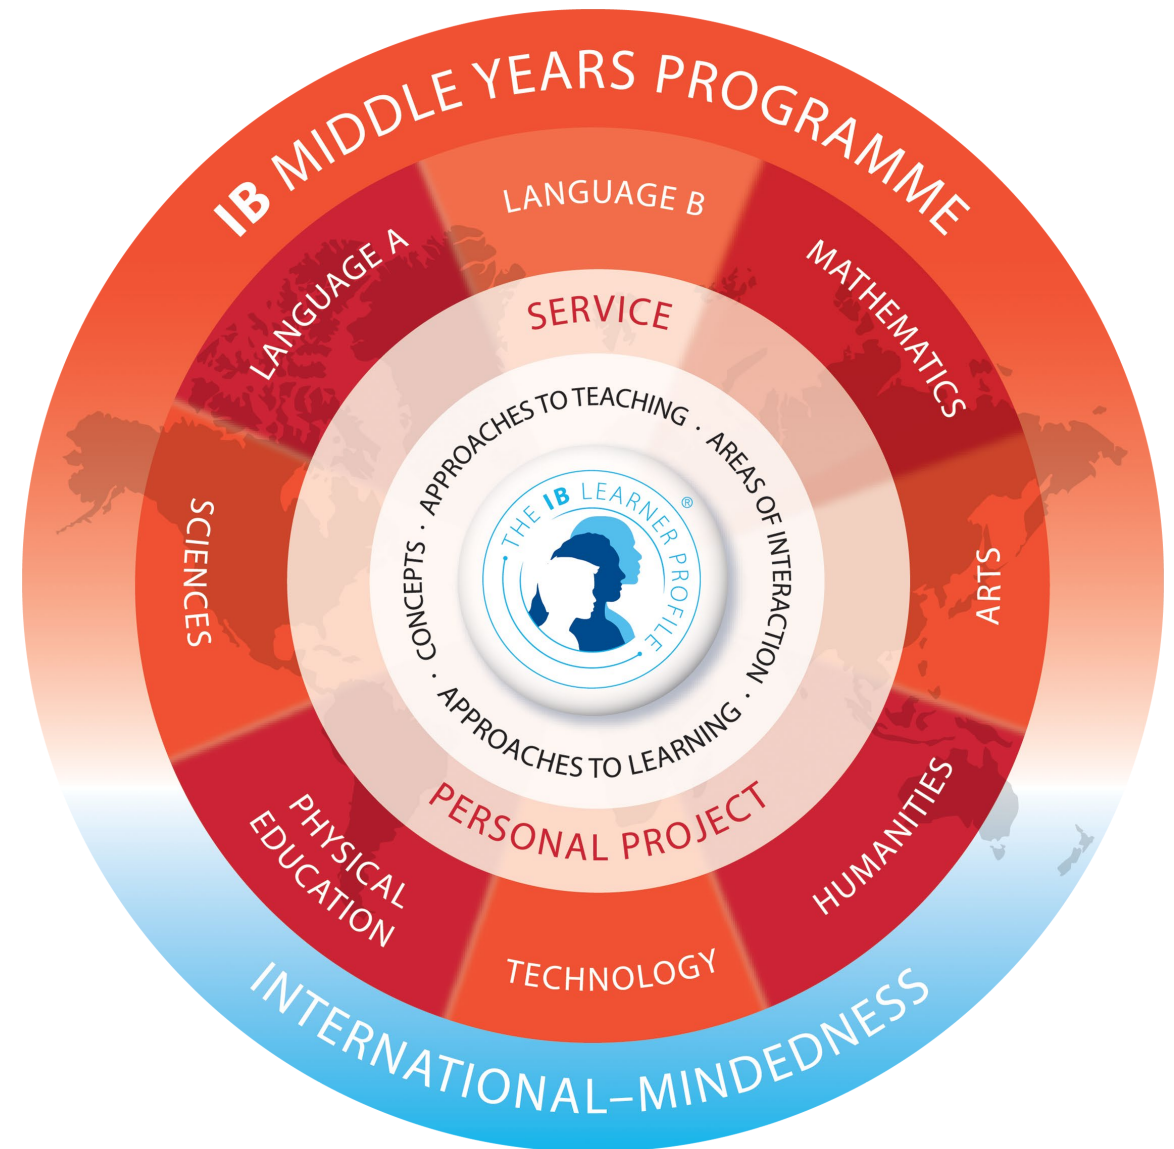 IB MIDDLE YEARS PROGRAMME
LANGUAGE B
LANGUAGE A
MATHEMATICS
SCIENCES
ARTS
PHYSICAL
EDUCATION
HUMANITIES
TECHNOLOGY
SERVICE
PERSONAL PROJECT
CONCEPTS · APPROACHES TO TEACHING · AREAS OF INTERACTION · APPROACHES TO LEARNING ·
THE IB LEARNER PROFILE ®
INTERNATIONAL–MINDEDNESS